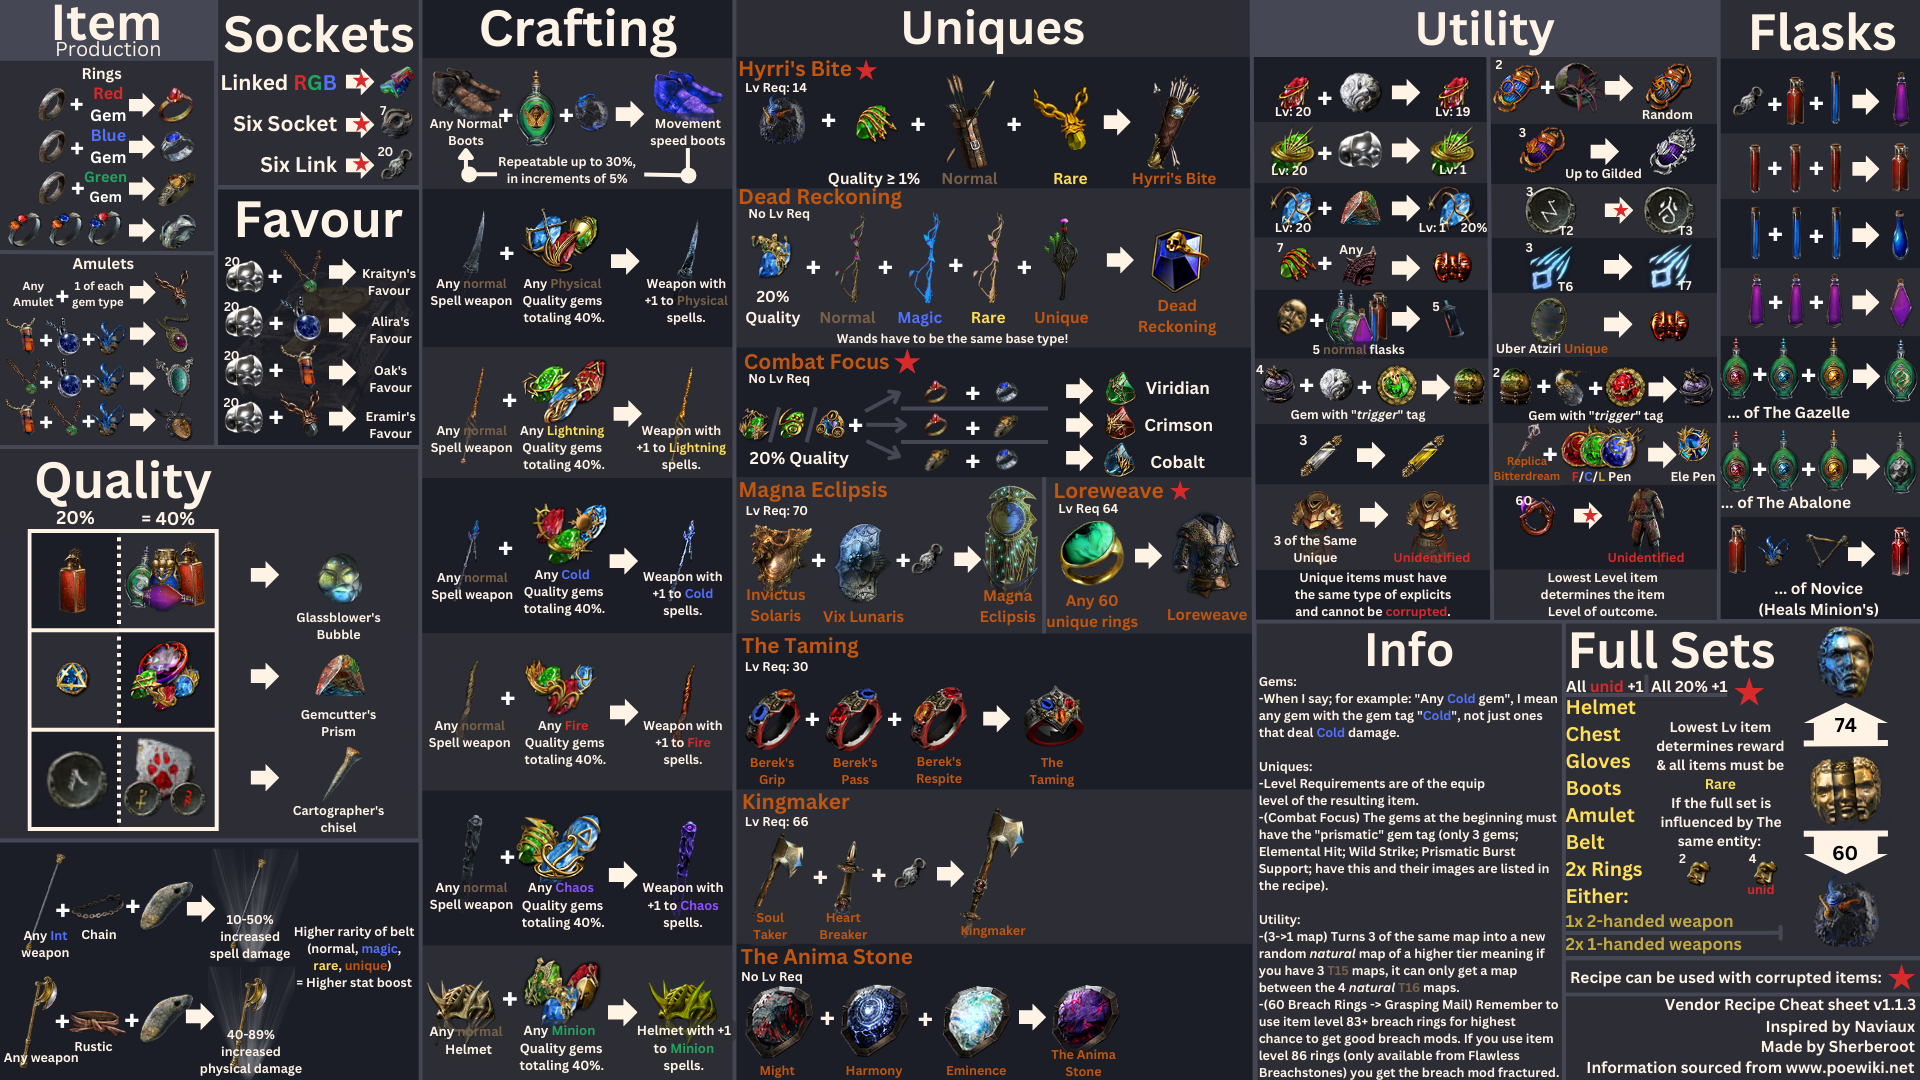 Item
Production
Rings
Red
Gem
Blue
Gem
Green
Gem
Amulets
Any
Amulet
+
1 of each
gem type
Sockets
Linked RGB
Six Socket
7
Six Link
20
Favour
20
Kraityn's
Favour
20
Alira's
Favour
20
Oak's
Favour
20
Eramir's
Favour
Quality
20%
= 40%
Glassblower's
Bubble
Gemcutter's
Prism
Cartographer's
chisel
Any Int
weapon
Chain
10-50%
increased
spell damage
Any weapon
Rustic
40-89%
increased
physical damage
Higher rarity of belt
(normal, magic,
rare, unique)
= Higher stat boost
Crafting
Any Normal
Boots
Movement
speed boots
Repeatable up to 30%,
in increments of 5%
Any normal
Spell weapon
Any Physical
Quality gems
totaling 40%.
Weapon with
+1 to Physical
spells.
Any normal
Spell weapon
Any Lightning
Quality gems
totaling 40%.
Weapon with
+1 to Lightning
spells.
Any normal
Spell weapon
Any Cold
Quality gems
totaling 40%.
Weapon with
+1 to Cold
spells.
Any normal
Spell weapon
Any Fire
Quality gems
totaling 40%.
Weapon with
+1 to Fire
spells.
Any normal
Spell weapon
Any Chaos
Quality gems
totaling 40%.
Weapon with
+1 to Chaos
spells.
Any normal
Helmet
Any Minion
Quality gems
totaling 40%.
Helmet with +1
to Minion
spells.
Uniques
Hyrri's Bite
Lv Req: 14
Quality ≥ 1%
Normal
Rare
Hyrri's Bite
Dead Reckoning
No Lv Req
20%
Quality
Normal
Magic
Rare
Unique
Dead
Reckoning
Wands have to be the same base type!
Combat Focus
No Lv Req
20% Quality
Viridian
Crimson
Cobalt
Magna Eclipsis
Lv Req: 70
Invictus
Solaris
Vix Lunaris
Magna
Eclipsis
Loreweave
Lv Req 64
Any 60
unique rings
Loreweave
The Taming
Lv Req: 30
Berek's
Grip
Berek's
Pass
Berek's
Respite
The
Taming
Kingmaker
Lv Req: 66
Soul
Taker
Heart
Breaker
Kingmaker
The Anima Stone
No Lv Req
Might
Harmony
Eminence
The Anima
Stone
Utility
Lv: 20
Lv: 19
Lv: 20
Lv: 1
Lv: 20
Lv: 1 20%
7
Any
5
5 normal flasks
4
Gem with "trigger" tag
3
3 of the Same
Unique
Unidentified
Unique items must have
the same type of explicits
and cannot be corrupted.
2
Random
3
Up to Gilded
3
T2
T3
3
T6
T7
Uber Atziri Unique
2
Gem with "trigger" tag
Replica
Bitterdream
F/C/L Pen
Ele Pen
60
Unidentified
Lowest Level item
determines the item
Level of outcome.
Flasks
... of The Gazelle
... of The Abalone
... of Novice
(Heals Minion's)
Info
Gems:
-When I say; for example: "Any Cold gem", I mean
any gem with the gem tag "Cold", not just ones
that deal Cold damage.
Uniques:
-Level Requirements are of the equip
level of the resulting item.
-(Combat Focus) The gems at the beginning must
have the "prismatic" gem tag (only 3 gems;
Elemental Hit; Wild Strike; Prismatic Burst
Support; have this and their images are listed in
the recipe).
Utility:
-(3->1 map) Turns 3 of the same map into a new
random natural map of a higher tier meaning if
you have 3 T15 maps, it can only get a map
between the 4 natural T16 maps.
-(60 Breach Rings -> Grasping Mail) Remember to
use item level 83+ breach rings for highest
chance to get good breach mods. If you use item
level 86 rings (only available from Flawless
Breachstones) you get the breach mod fractured.
Full Sets
All unid +1
All 20% +1
Helmet
Chest
Gloves
Boots
Amulet
Belt
2x Rings
Either:
1x 2-handed weapon
2x 1-handed weapons
Lowest Lv item
determines reward
& all items must be
Rare
If the full set is
influenced by The
same entity:
2
4
unid
74
60
Recipe can be used with corrupted items:
Vendor Recipe Cheat sheet v1.1.3
Inspired by Naviaux
Made by Sherberoot
Information sourced from www.poewiki.net